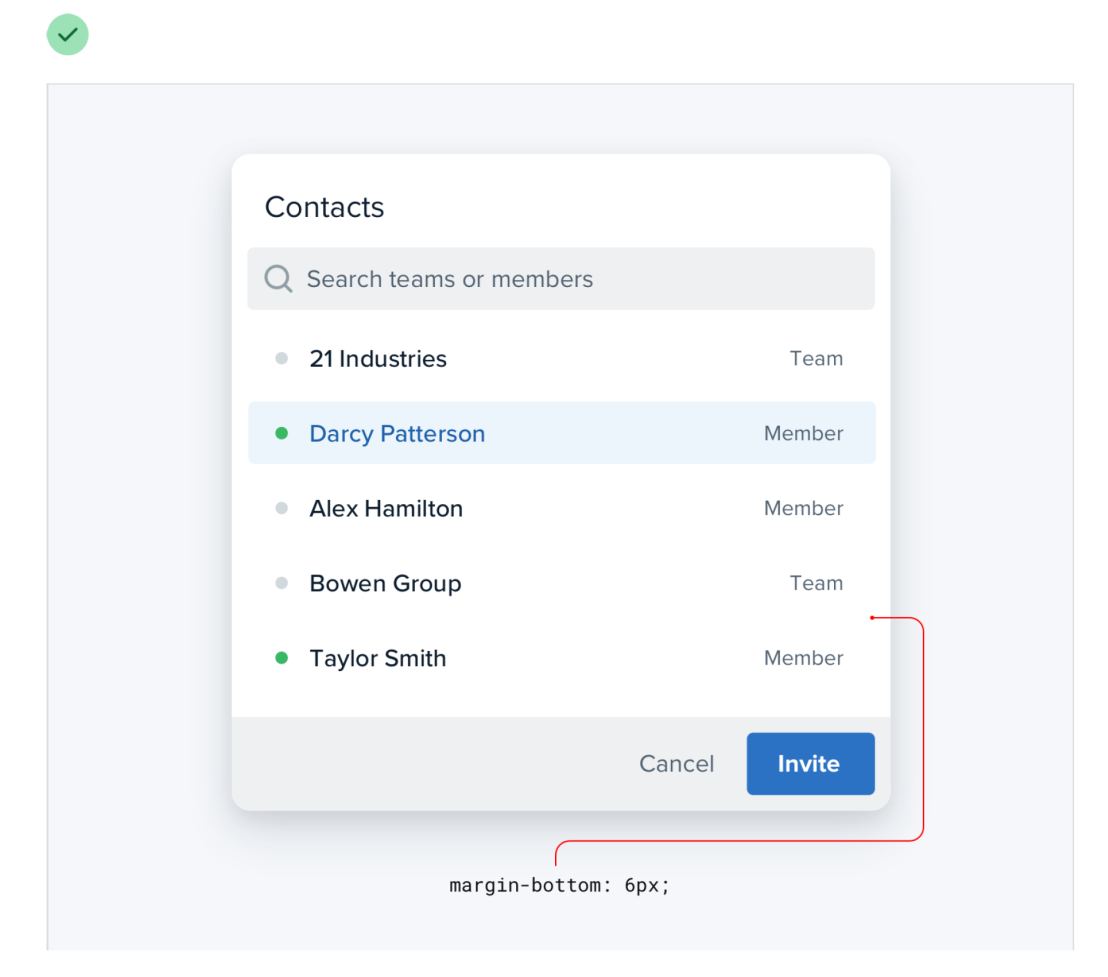 Contacts
Search teams or members
21 Industries Team
Darcy Patterson Member
Alex Hamilton Member
Bowen Group Team
Taylor Smith Member
Cancel Invite
margin-bottom: 6px;